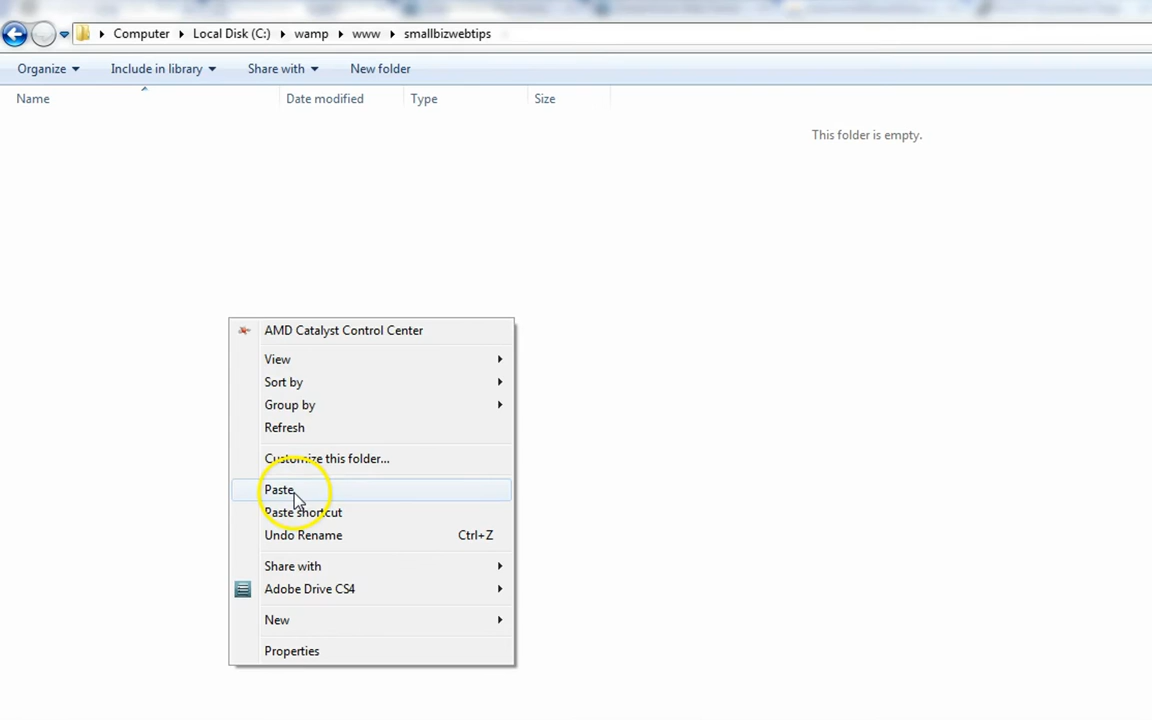 Computer Local Disk (C:) wamp www smallbizwebtips
Organize Include in library Share with New folder
Name Date modified Type Size
This folder is empty.
AMD Catalyst Control Center
View
Sort by
Group by
Refresh
Customize this folder...
Paste
Paste shortcut
Undo Rename Ctrl+Z
Share with
Adobe Drive CS4
New
Properties